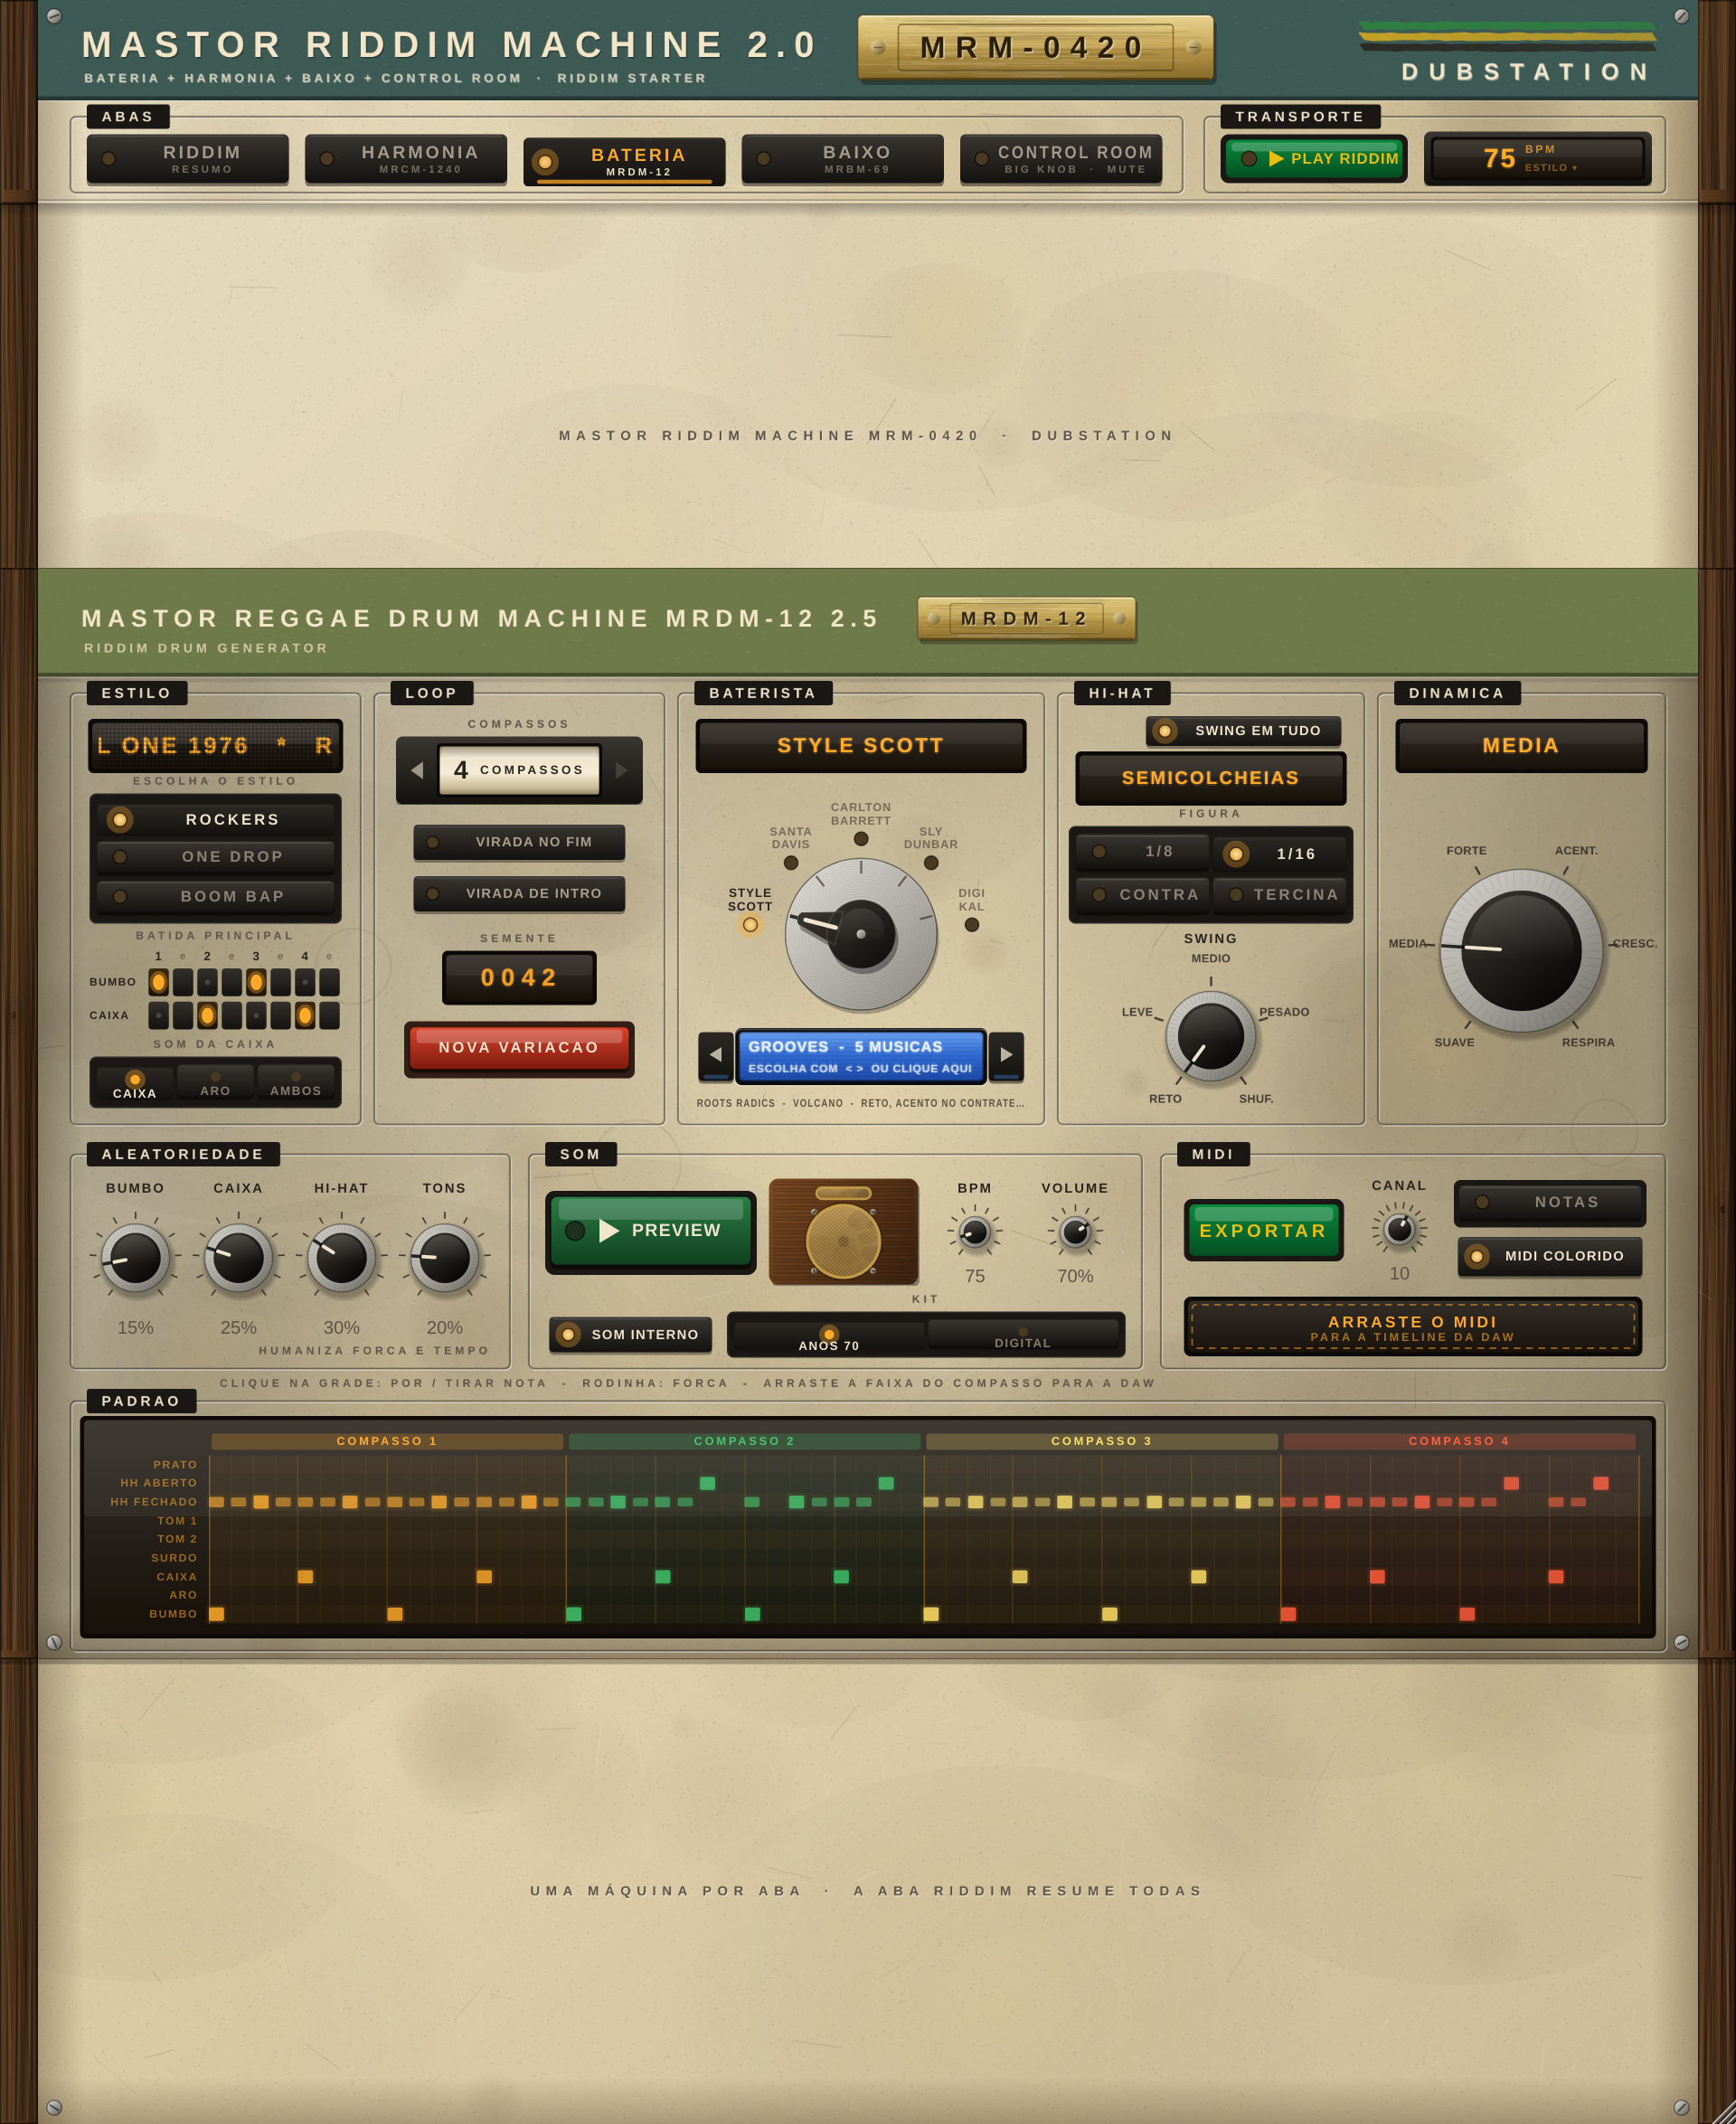 MASTOR RIDDIM MACHINE 2.0
BATERIA + HARMONIA + BAIXO + CONTROL ROOM · RIDDIM STARTER
MRM-0420
DUBSTATION
ABAS
RIDDIM
RESUMO
HARMONIA
MRCM-1240
BATERIA
MRDM-12
BAIXO
MRBM-69
CONTROL ROOM
BIG KNOB · MUTE
TRANSPORTE
PLAY RIDDIM
75 BPM
ESTILO ▾
MASTOR RIDDIM MACHINE MRM-0420 · DUBSTATION
MASTOR REGGAE DRUM MACHINE MRDM-12 2.5
RIDDIM DRUM GENERATOR
MRDM-12
ESTILO
L ONE 1976 * R
ESCOLHA O ESTILO
ROCKERS
ONE DROP
BOOM BAP
BATIDA PRINCIPAL
1 e 2 e 3 e 4 e
BUMBO
CAIXA
SOM DA CAIXA
CAIXA
ARO
AMBOS
LOOP
COMPASSOS
4 COMPASSOS
VIRADA NO FIM
VIRADA DE INTRO
SEMENTE
0042
NOVA VARIACAO
BATERISTA
STYLE SCOTT
CARLTON
BARRETT
SANTA
DAVIS
SLY
DUNBAR
STYLE
SCOTT
DIGI
KAL
GROOVES - 5 MUSICAS
ESCOLHA COM < > OU CLIQUE AQUI
ROOTS RADICS - VOLCANO - RETO, ACENTO NO CONTRATE...
HI-HAT
SWING EM TUDO
SEMICOLCHEIAS
FIGURA
1/8
1/16
CONTRA
TERCINA
SWING
MEDIO
LEVE
PESADO
RETO
SHUF.
DINAMICA
MEDIA
FORTE
ACENT.
MEDIA
CRESC.
SUAVE
RESPIRA
ALEATORIEDADE
BUMBO
CAIXA
HI-HAT
TONS
15%
25%
30%
20%
HUMANIZA FORCA E TEMPO
SOM
PREVIEW
BPM
VOLUME
75
70%
KIT
SOM INTERNO
ANOS 70
DIGITAL
MIDI
EXPORTAR
CANAL
10
NOTAS
MIDI COLORIDO
ARRASTE O MIDI
PARA A TIMELINE DA DAW
CLIQUE NA GRADE: POR / TIRAR NOTA - RODINHA: FORCA - ARRASTE A FAIXA DO COMPASSO PARA A DAW
PADRAO
COMPASSO 1
COMPASSO 2
COMPASSO 3
COMPASSO 4
PRATO
HH ABERTO
HH FECHADO
TOM 1
TOM 2
SURDO
CAIXA
ARO
BUMBO
UMA MÁQUINA POR ABA · A ABA RIDDIM RESUME TODAS